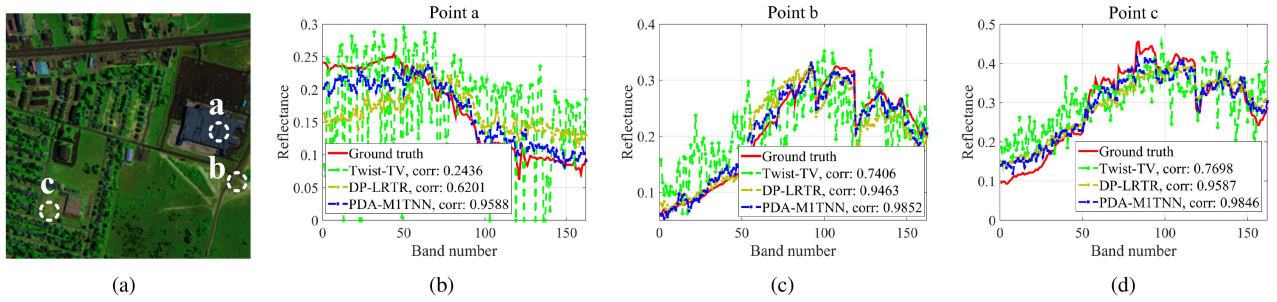 a
b
c
(a)
Point a
Reflectance
0.3
0.25
0.2
0.15
0.1
0.05
0
Ground truth
Twist-TV, corr: 0.2436
DP-LRTR, corr: 0.6201
PDA-M1TNN, corr: 0.9588
0 50 100 150
Band number
(b)
Point b
Reflectance
0.4
0.3
0.2
0.1
Ground truth
Twist-TV, corr: 0.7406
DP-LRTR, corr: 0.9463
PDA-M1TNN, corr: 0.9852
0 50 100 150
Band number
(c)
Point c
Reflectance
0.5
0.4
0.3
0.2
0.1
0
Ground truth
Twist-TV, corr: 0.7698
DP-LRTR, corr: 0.9587
PDA-M1TNN, corr: 0.9846
0 50 100 150
Band number
(d)